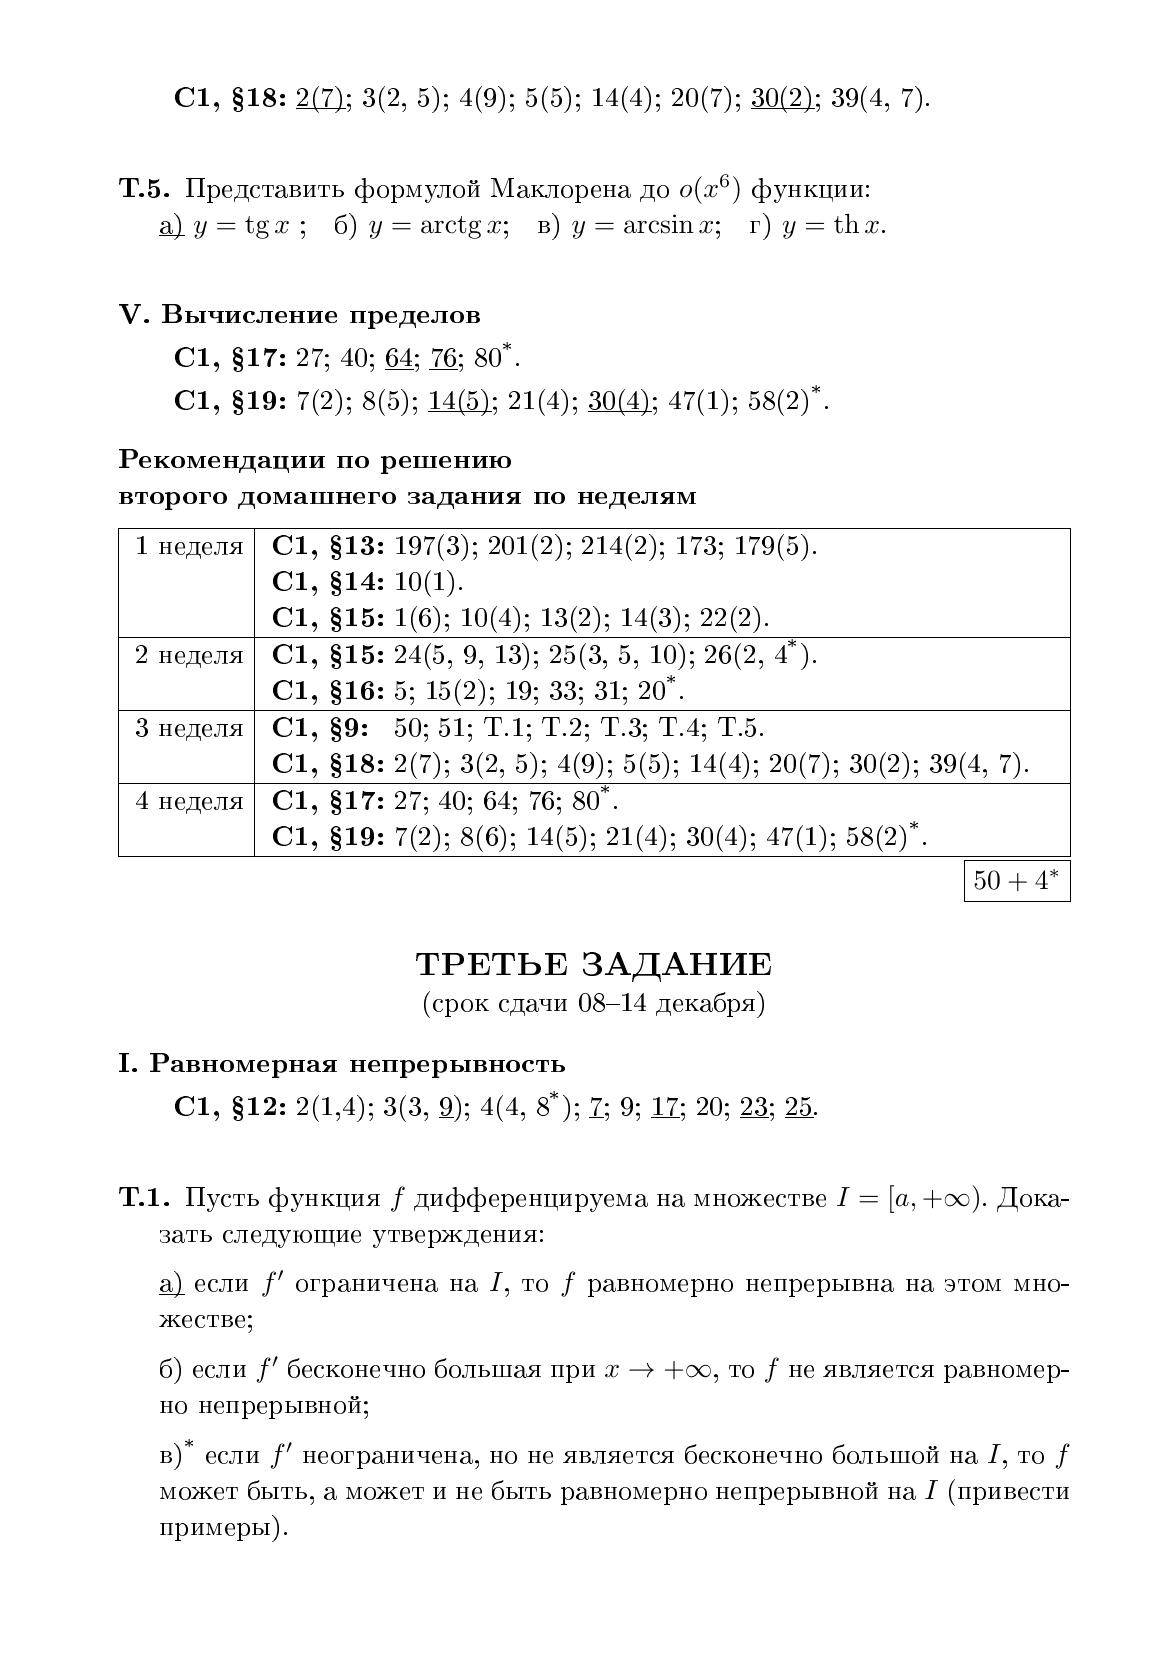 С1, §18: 2(7); 3(2, 5); 4(9); 5(5); 14(4); 20(7); 30(2); 39(4, 7).
Т.5. Представить формулой Маклорена до o(x⁶) функции:
а) y = tg x ; б) y = arctg x; в) y = arcsin x; г) y = th x.
V. Вычисление пределов
С1, §17: 27; 40; 64; 76; 80*.
С1, §19: 7(2); 8(5); 14(5); 21(4); 30(4); 47(1); 58(2)*.
Рекомендации по решению
второго домашнего задания по неделям
1 неделя С1, §13: 197(3); 201(2); 214(2); 173; 179(5).
С1, §14: 10(1).
С1, §15: 1(6); 10(4); 13(2); 14(3); 22(2).
2 неделя С1, §15: 24(5, 9, 13); 25(3, 5, 10); 26(2, 4*).
С1, §16: 5; 15(2); 19; 33; 31; 20*.
3 неделя С1, §9: 50; 51; Т.1; Т.2; Т.3; Т.4; Т.5.
С1, §18: 2(7); 3(2, 5); 4(9); 5(5); 14(4); 20(7); 30(2); 39(4, 7).
4 неделя С1, §17: 27; 40; 64; 76; 80*.
С1, §19: 7(2); 8(6); 14(5); 21(4); 30(4); 47(1); 58(2)*.
50 + 4*
ТРЕТЬЕ ЗАДАНИЕ
(срок сдачи 08–14 декабря)
I. Равномерная непрерывность
С1, §12: 2(1,4); 3(3, 9); 4(4, 8*); 7; 9; 17; 20; 23; 25.
Т.1. Пусть функция f дифференцируема на множестве I = [a, +∞). Дока-
зать следующие утверждения:
а) если f′ ограничена на I, то f равномерно непрерывна на этом мно-
жестве;
б) если f′ бесконечно большая при x → +∞, то f не является равномер-
но непрерывной;
в)* если f′ неограничена, но не является бесконечно большой на I, то f
может быть, а может и не быть равномерно непрерывной на I (привести
примеры).